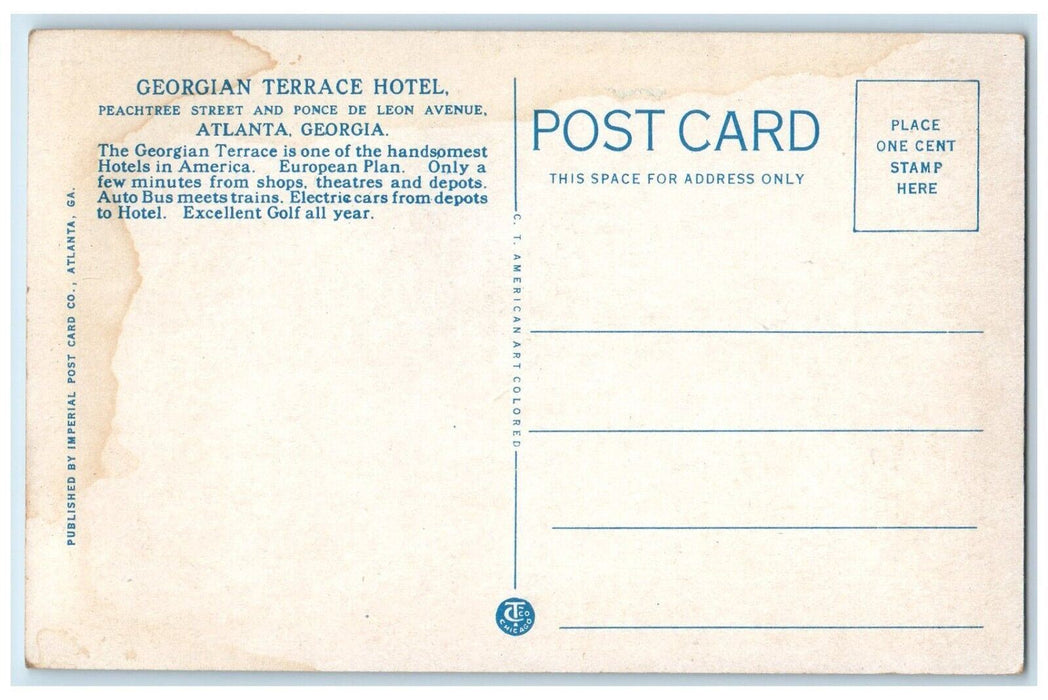 GEORGIAN TERRACE HOTEL,
PEACHTREE STREET AND PONCE DE LEON AVENUE,
ATLANTA, GEORGIA.
The Georgian Terrace is one of the handsomest
Hotels in America. European Plan. Only a
few minutes from shops, theatres and depots.
Auto Bus meets trains. Electric cars from depots
to Hotel. Excellent Golf all year.
PUBLISHED BY IMPERIAL POST CARD CO., ATLANTA, GA.
C. T. AMERICAN ART COLORED
POST CARD
THIS SPACE FOR ADDRESS ONLY
PLACE
ONE CENT
STAMP
HERE
CT CO
CHICAGO